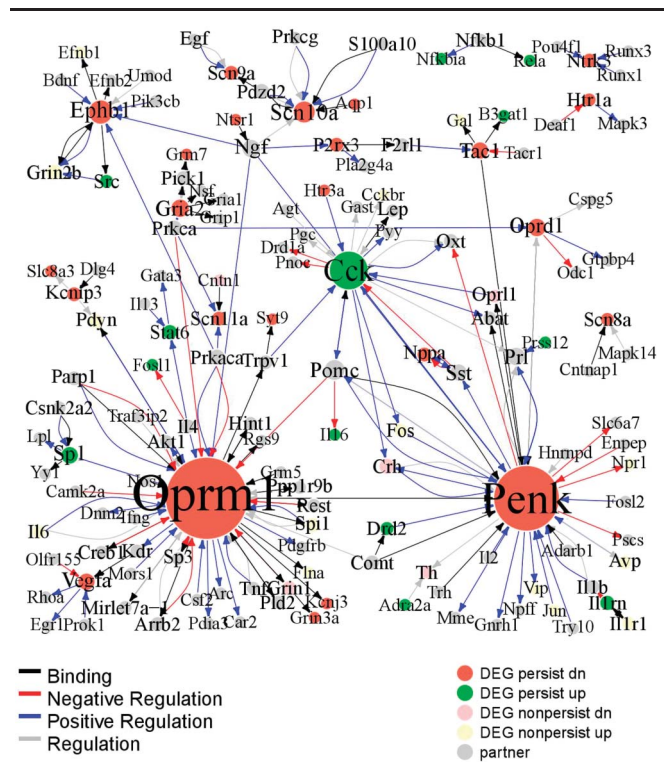 Prkcg
S100a10
Nfkb1
Egf
Efnb1
Pou4f1
Runx3
Scn9a
Nfkbia
Rela
Ntrk3
Bdnf
Efnb2
Umod
Pdzd2
Runx1
Pik3cb
Scn10a
Aqp1
Htr1a
Ephb1
Ntsr1
Gal
B3gat1
Deaf1
Mapk3
Ngf
P2rx3
F2rl1
Tac1
Tacr1
Grm7
Pla2g4a
Grin2b
Src
Pick1
Nsf
Htr3a
Cckbr
Gria2
Gria1
Agt
Gast
Lep
Cspg5
Grip1
Prkca
Pgc
Pyy
Oprd1
Drd1a
Oxt
Gtpbp4
Slc8a3
Dlg4
Pnoc
Odc1
Gata3
Cntn1
Cck
Kcnip3
Oprl1
Il13
Pdyn
Stat6
Scn11a
Syt9
Abat
Scn8a
Prss12
Fosl1
Prkaca
Trpv1
Nppa
Prl
Mapk14
Parp1
Pomc
Sst
Cntnap1
Csnk2a2
Traf3ip2
Il4
Hint1
Slc6a7
Lpl
Akt1
Rgs9
Il16
Fos
Enpep
Sp1
Hnrnpd
Npr1
Yy1
Nos1
Grm5
Crh
Camk2a
Oprm1
Ppp1r9b
Penk
Fosl2
Rest
Dnm2
Ifng
Spi1
Il6
Drd2
Pscs
Creb1
Kdr
Pdgfrb
Adarb1
Avp
Olfr155
Sp3
Comt
Il2
Vegfa
Mors1
Flna
Th
Rhoa
Arc
Tnf
Grin1
Trh
Vip
Il1b
Mirlet7a-1
Csf2
Pld2
Kcnj3
Adra2a
Npff
Jun
Il1rn
Egr1
Prok1
Arrb2
Pdia3
Car2
Grin3a
Mme
Gnrh1
Try10
Il1r1
Binding
Negative Regulation
Positive Regulation
Regulation
DEG persist dn
DEG persist up
DEG nonpersist dn
DEG nonpersist up
partner